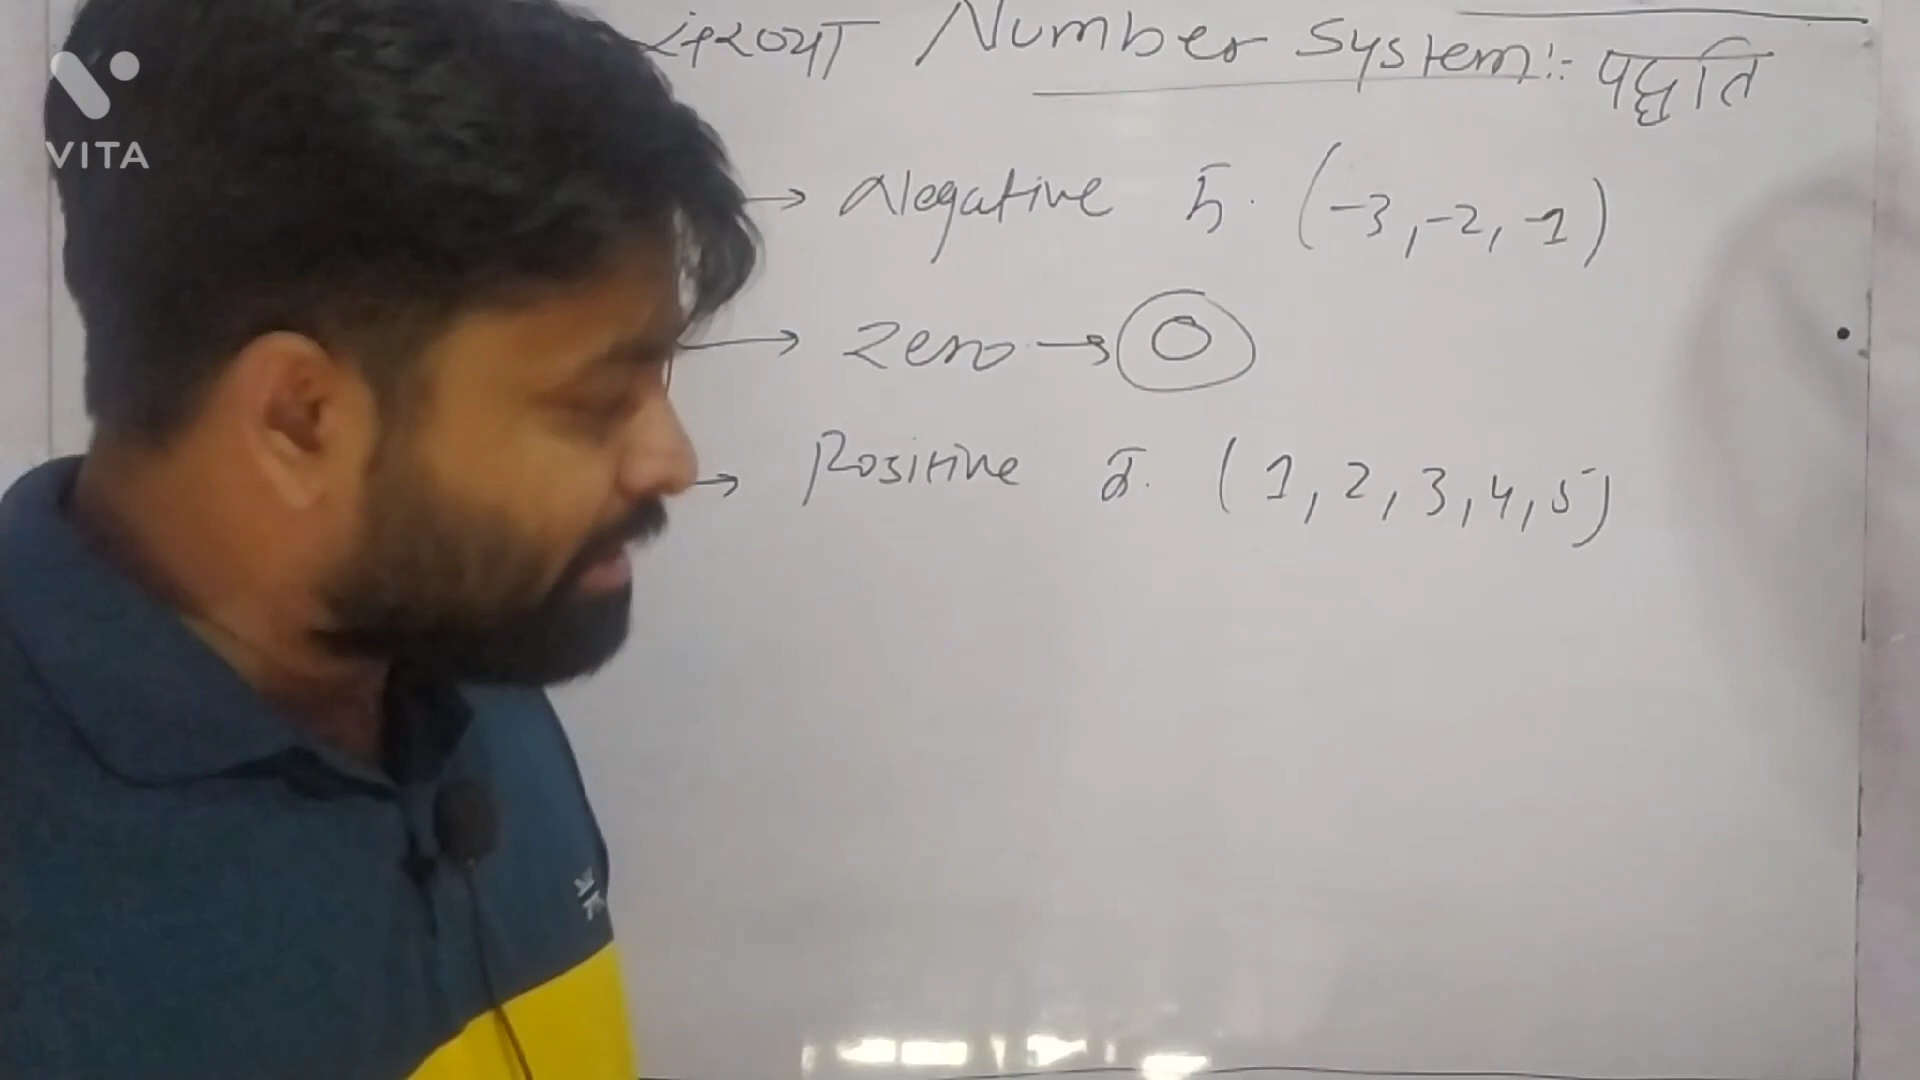 VITA
संख्या Number System:- पद्धति
→ Negative नं. (-3, -2, -1)
→ Zero → 0
→ Positive नं. (1, 2, 3, 4, 5)